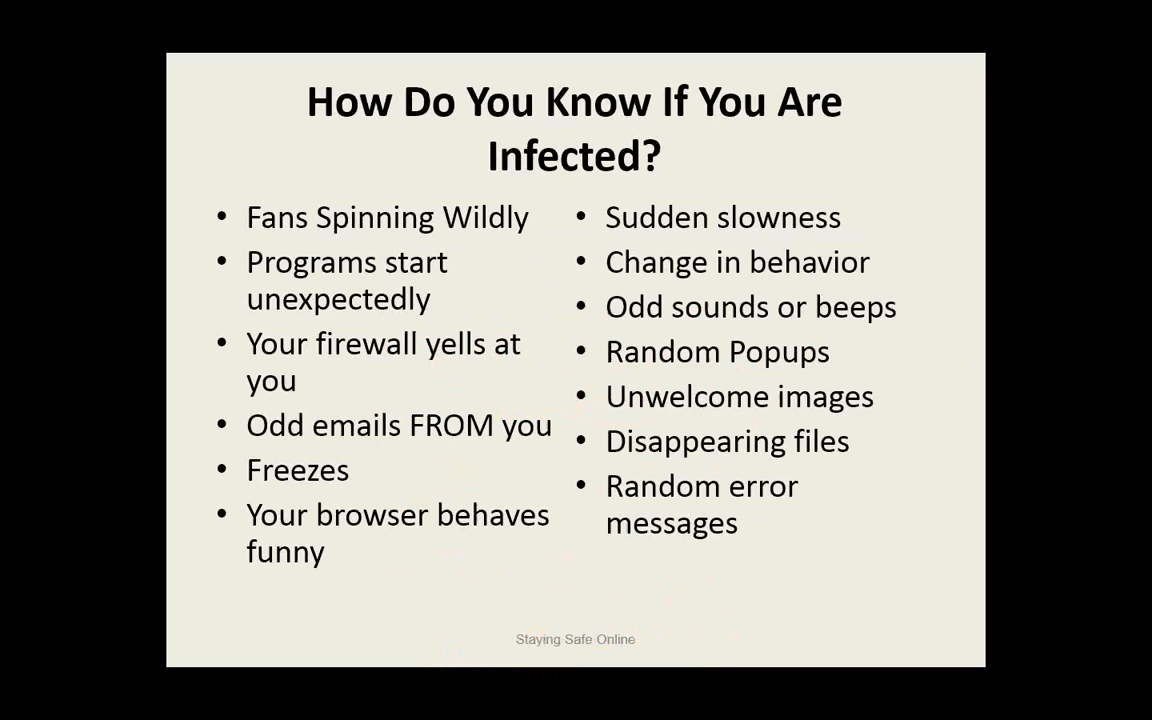 How Do You Know If You Are
Infected?
• Fans Spinning Wildly
• Programs start
unexpectedly
• Your firewall yells at
you
• Odd emails FROM you
• Freezes
• Your browser behaves
funny
• Sudden slowness
• Change in behavior
• Odd sounds or beeps
• Random Popups
• Unwelcome images
• Disappearing files
• Random error
messages
Staying Safe Online